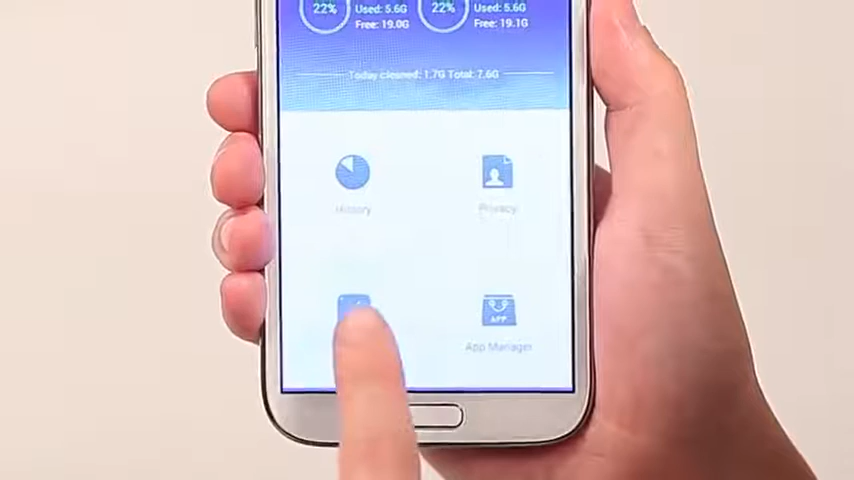 22%
Used: 5.6G
Free: 19.0G
22%
Used: 5.6G
Free: 19.1G
Today cleaned: 1.7G Total: 7.6G
History
Privacy
APP
App Manager